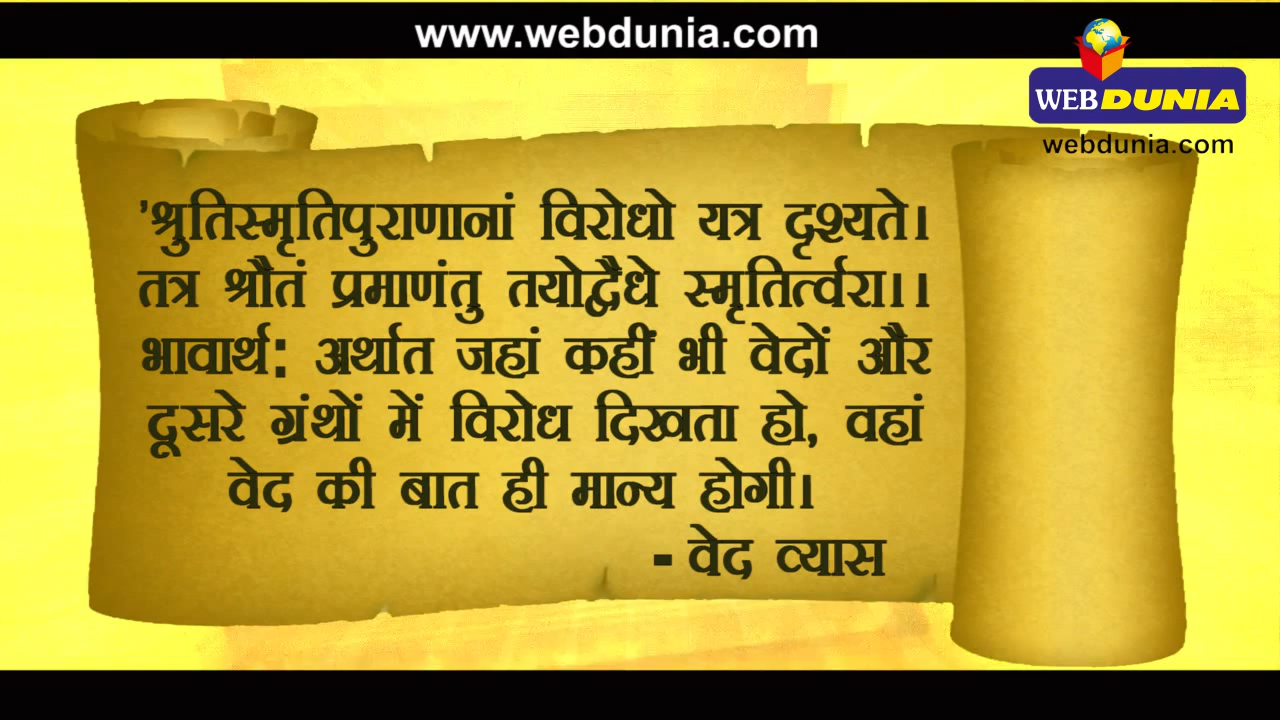 www.webdunia.com
WEBDUNIA
webdunia.com
'श्रुतिस्मृतिपुराणानां विरोधो यत्र दृश्यते।
तत्र श्रौतं प्रमाणंतु तयोद्वैधे स्मृतिर्त्वरा।।
भावार्थ: अर्थात जहां कहीं भी वेदों और
दूसरे ग्रंथों में विरोध दिखता हो, वहां
वेद की बात ही मान्य होगी।
- वेद व्यास